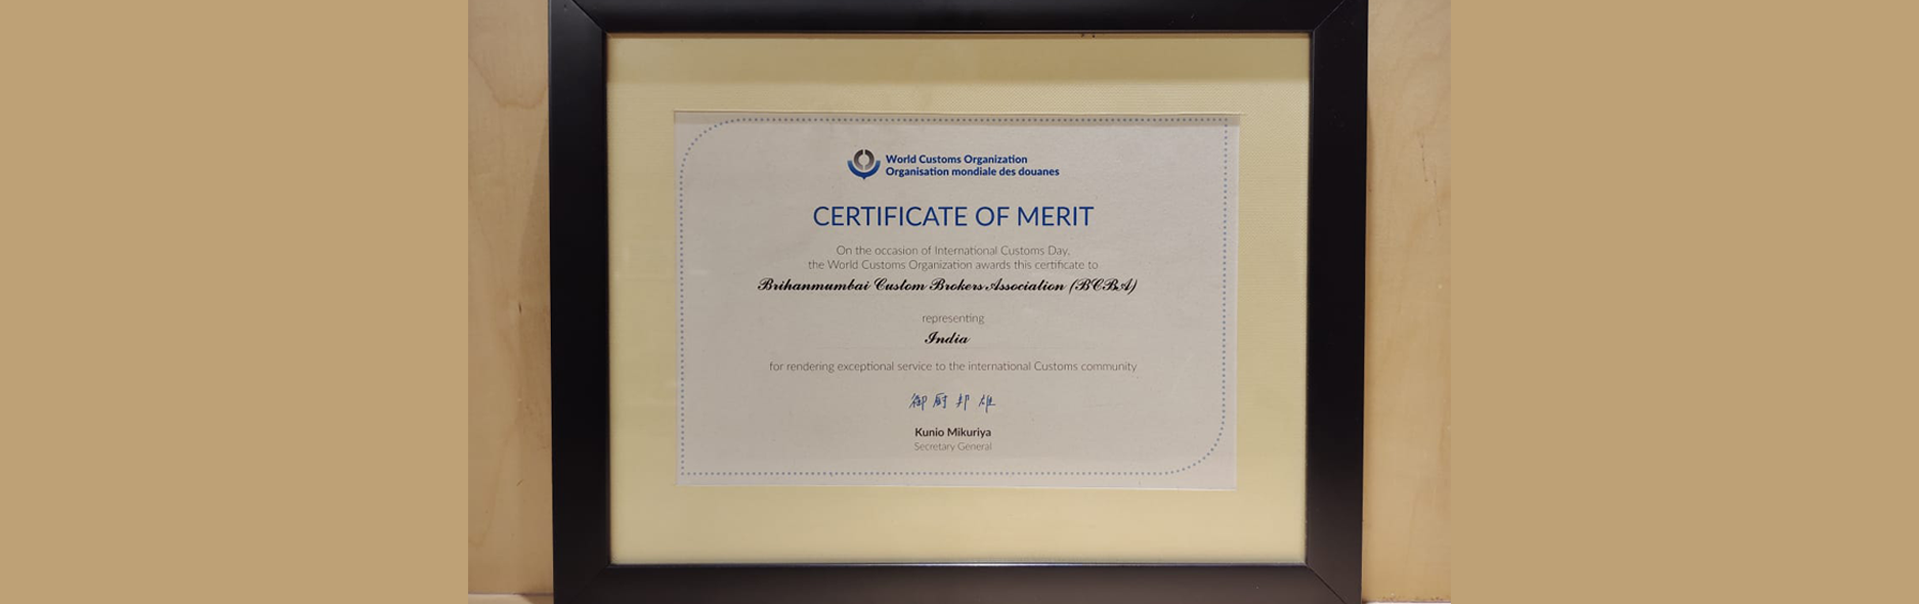 World Customs Organization
Organisation mondiale des douanes
CERTIFICATE OF MERIT
On the occasion of International Customs Day,
the World Customs Organization awards this certificate to
Brihanmumbai Custom Brokers Association (BCBA)
representing
India
for rendering exceptional service to the international Customs community
御厨邦雄
Kunio Mikuriya
Secretary General